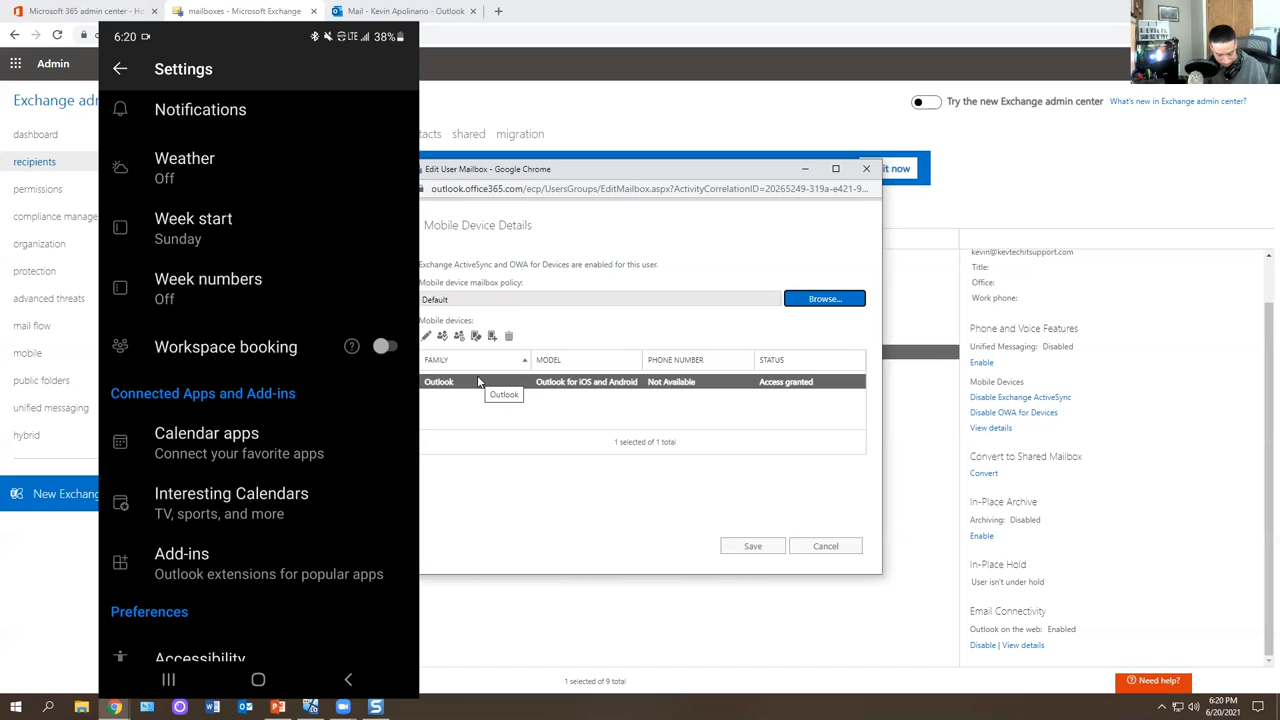 Microsoft 365 admin center - Ho
mailboxes - Microsoft Exchange
Mail - Kevin Apolinario - Outlook
Admin
Exchange ad
Try the new Exchange admin center
What's new in Exchange admin center?
dashboard
recipients
permissions
compliance management
organization
protection
advanced threats
mail flow
mobile
public folders
unified messaging
hybrid
New Exchang
tacts
shared
migration
it now
6:20
LTE
38%
Settings
Notifications
Weather
Off
Week start
Sunday
Week numbers
Off
Workspace booking
Connected Apps and Add-ins
Calendar apps
Connect your favorite apps
Interesting Calendars
TV, sports, and more
Add-ins
Outlook extensions for popular apps
Preferences
Accessibility
Edit User Mailbox - Google Chrome
outlook.office365.com/ecp/UsersGroups/EditMailbox.aspx?ActivityCorrelationID=20265249-319a-e421-9...
Mobile Device Details
Exchange ActiveSync and OWA for Devices are enabled for this user.
Mobile device mailbox policy:
Default
Browse...
Mobile devices:
FAMILY
MODEL
PHONE NUMBER
STATUS
Outlook
Outlook for iOS and Android
Not Available
Access granted
Outlook
1 selected of 1 total
Save
Cancel
kevin@kevtechitsupport.com
Title:
Office:
Work phone:
Phone and Voice Features
Unified Messaging: Disabled
Enable
Mobile Devices
Disable Exchange ActiveSync
Disable OWA for Devices
View details
Convert to Shared Mailbox
Convert
In-Place Archive
Archiving: Disabled
Enable
In-Place Hold
User isn't under hold
Email Connectivity
Outlook on the web: Enabled
Disable | View details
1 selected of 9 total
Need help?
6:20 PM
6/20/2021